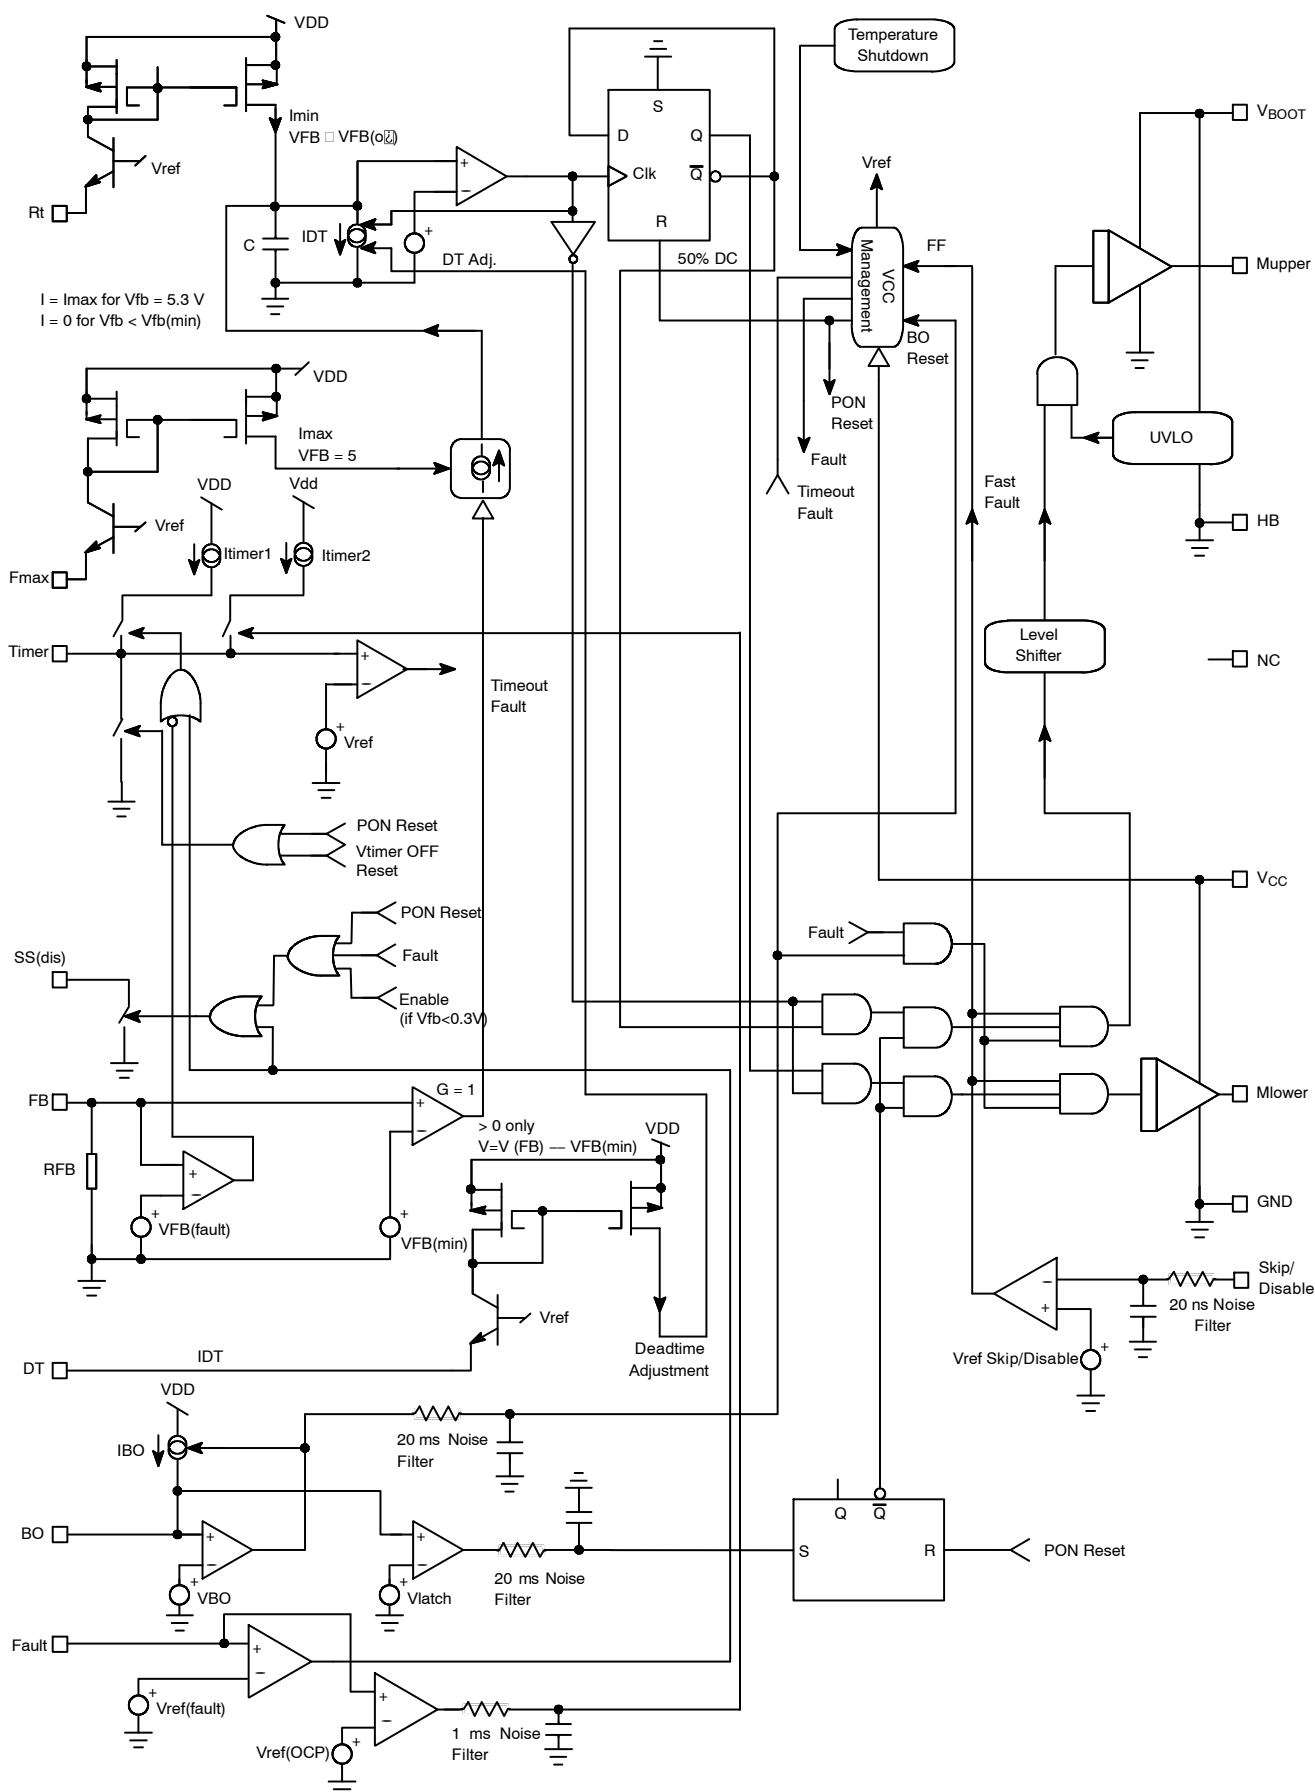 VDD
Temperature
Shutdown
S
D
Q
Clk
Q
R
Imin
VFB □ VFB(o
Vref
Rt
VBOOT
Vref
C
IDT
+
−
+
DT Adj.
50% DC
VCC
Management
FF
Mupper
I = Imax for Vfb = 5.3 V
I = 0 for Vfb < Vfb(min)
BO
Reset
VDD
PON
Reset
Imax
VFB = 5
UVLO
Fault
Timeout
Fault
Fast
Fault
VDD
Vdd
Vref
HB
Itimer1
Itimer2
Fmax
Timer
+
−
Level
Shifter
NC
Timeout
Fault
+
Vref
PON Reset
Vtimer OFF
Reset
VCC
PON Reset
Fault
SS(dis)
Fault
Enable
(if Vfb<0.3V)
FB
G = 1
+
−
Mlower
> 0 only
V=V (FB) −− VFB(min)
VDD
RFB
+
−
+
VFB(fault)
+
VFB(min)
GND
Skip/
Disable
−
+
20 ns Noise
Filter
Vref
IDT
DT
Deadtime
Adjustment
Vref Skip/Disable
+
VDD
IBO
20 ms Noise
Filter
Q
Q
BO
+
−
+
−
S
R
PON Reset
+
VBO
+
Vlatch
20 ms Noise
Filter
Fault
+
−
+
Vref(fault)
+
−
1 ms Noise
Filter
Vref(OCP)
+